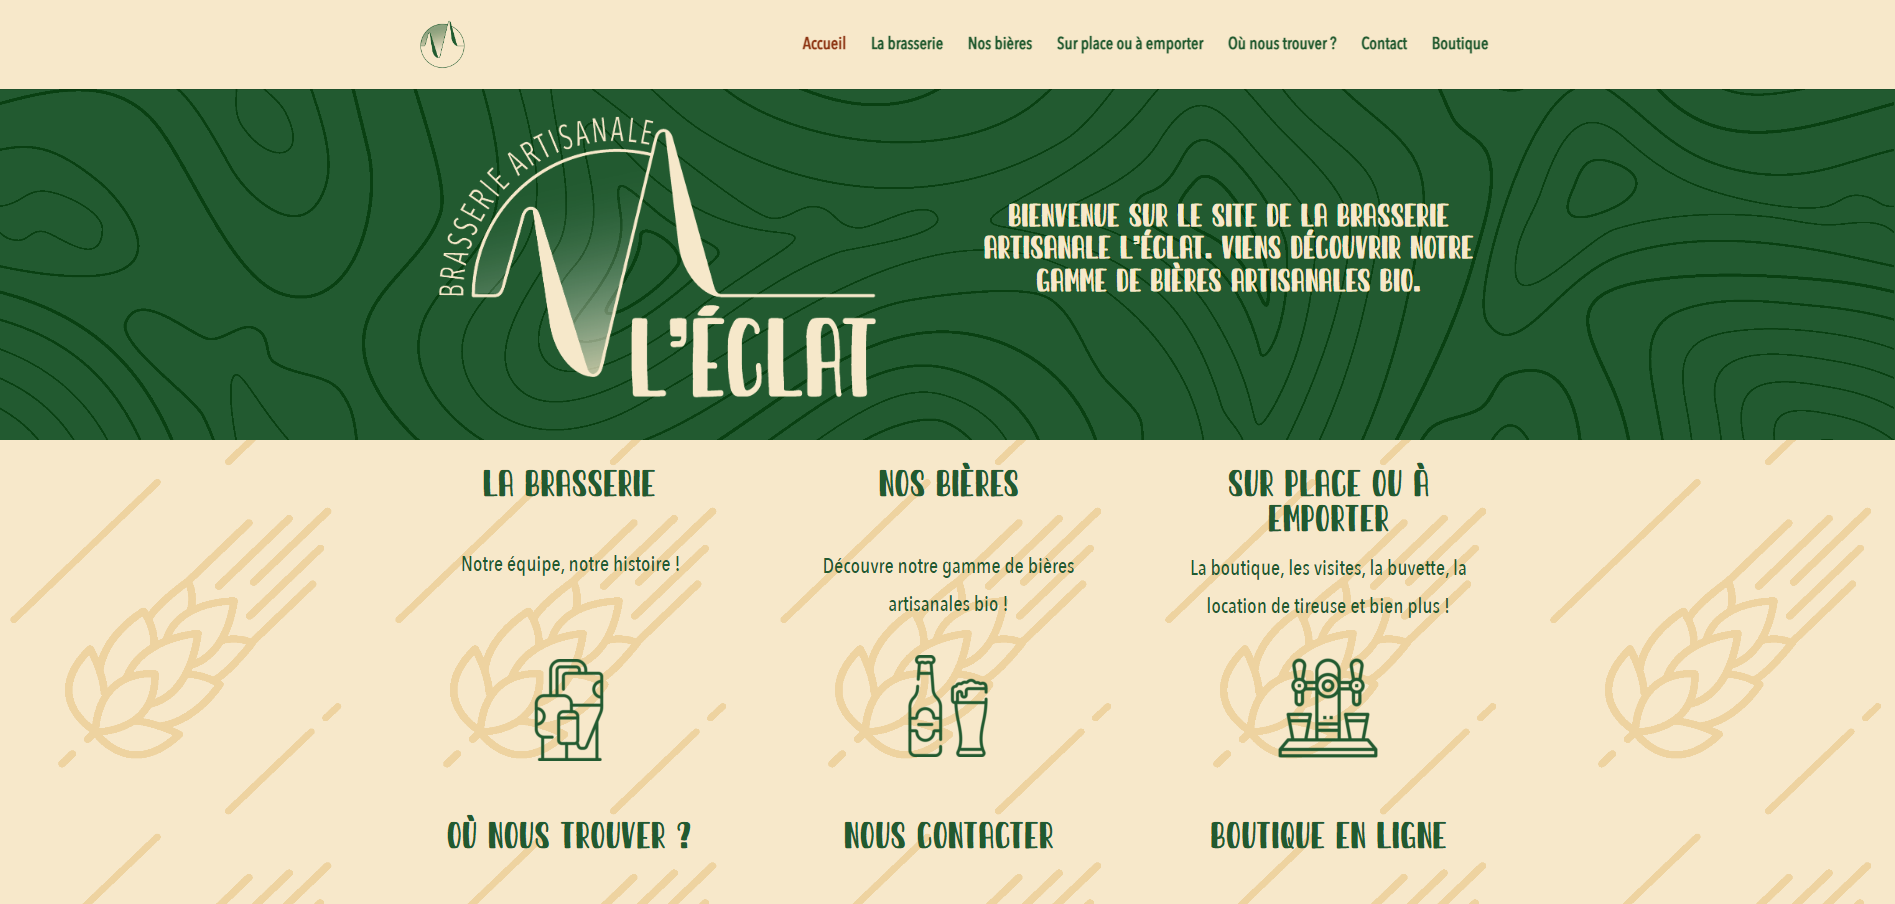 Accueil La brasserie Nos bières Sur place ou à emporter Où nous trouver ? Contact Boutique
BRASSERIE ARTISANALE
L'ÉCLAT
BIENVENUE SUR LE SITE DE LA BRASSERIE
ARTISANALE L'ÉCLAT. VIENS DÉCOUVRIR NOTRE
GAMME DE BIÈRES ARTISANALES BIO.
LA BRASSERIE
Notre équipe, notre histoire !
NOS BIÈRES
Découvre notre gamme de bières
artisanales bio !
SUR PLACE OU À
EMPORTER
La boutique, les visites, la buvette, la
location de tireuse et bien plus !
OÙ NOUS TROUVER ?
NOUS CONTACTER
BOUTIQUE EN LIGNE